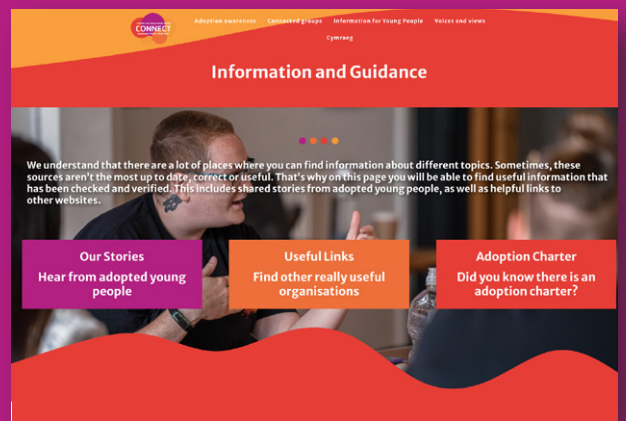 CONNECT
Adoption awareness Connected groups Information for Young People Voices and views
Cymraeg
Information and Guidance
We understand that there are a lot of places where you can find information about different topics. Sometimes, these
sources aren't the most up to date, correct or useful. That's why on this page you will be able to find useful information that
has been checked and verified. This includes shared stories from adopted young people, as well as helpful links to
other websites.
Our Stories
Hear from adopted young
people
Useful Links
Find other really useful
organisations
Adoption Charter
Did you know there is an
adoption charter?